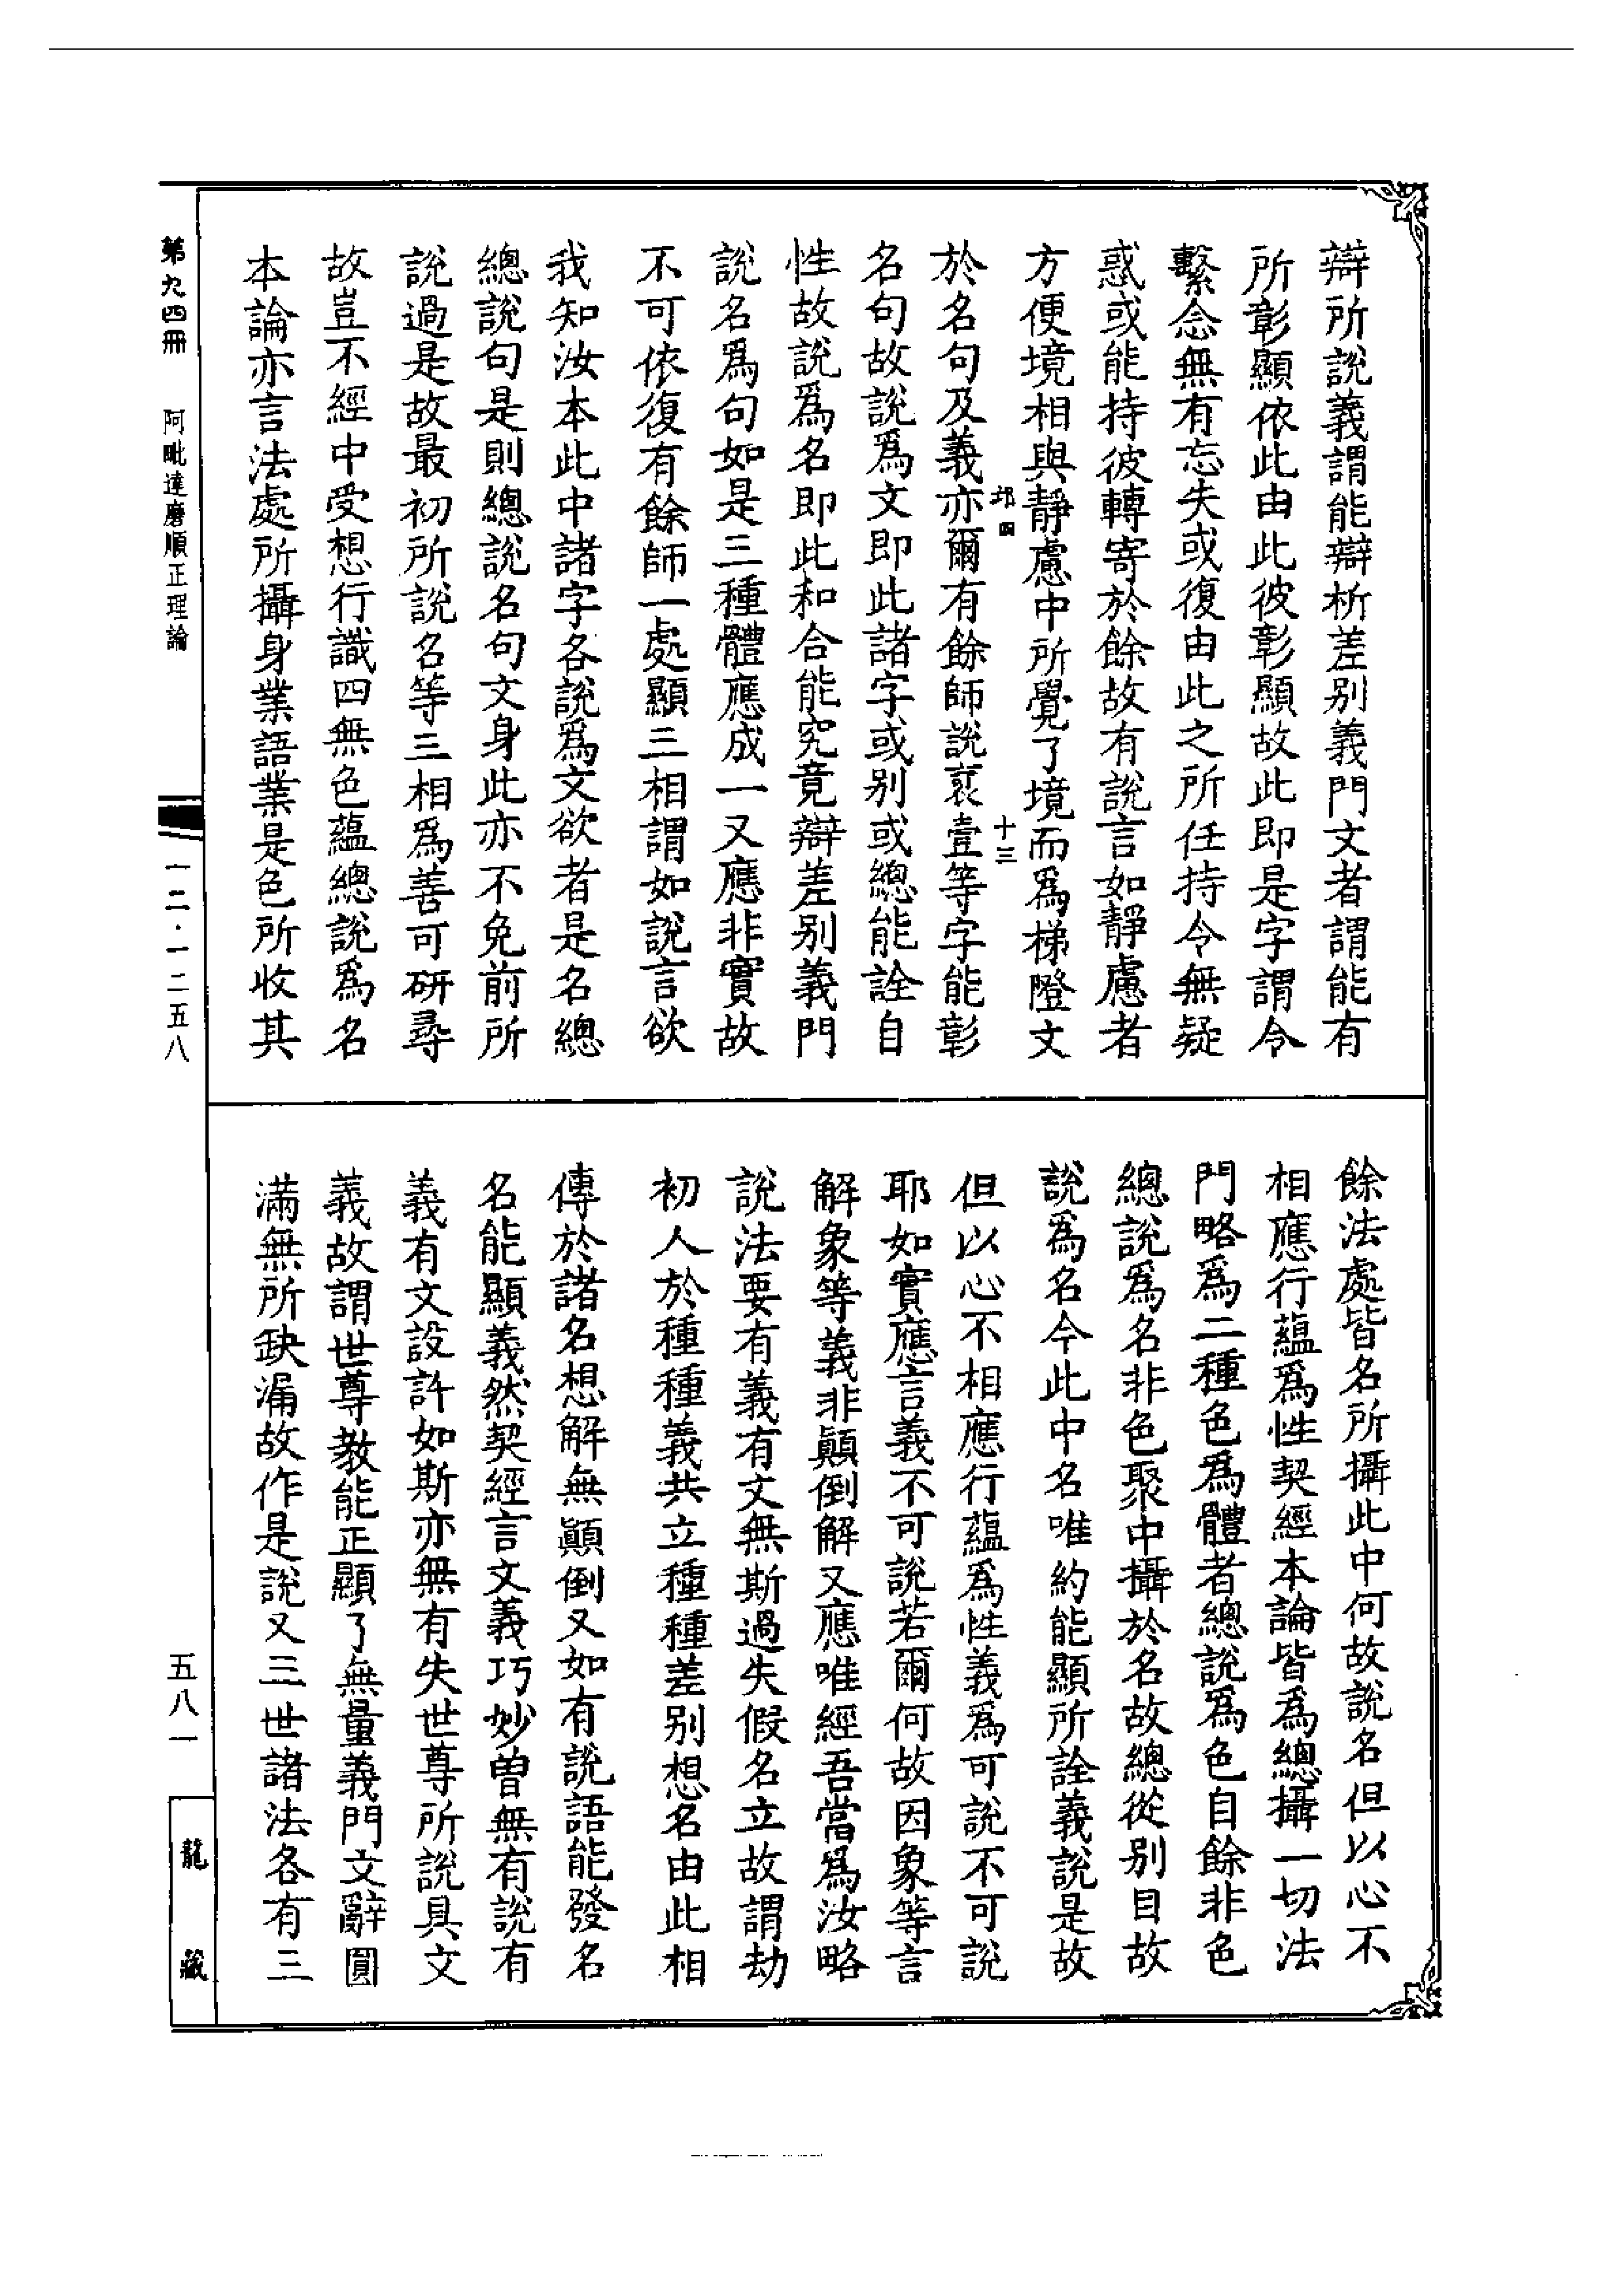 辯所說義謂能辯析差别義門文者謂能有
所彰顯依此由此彼彰顯故此即是字謂令
繫念無有忘失或復由此之所任持令無疑
惑或能持彼轉寄於餘故有說言如靜慮者
方便境相與靜慮中所覺了境而爲梯隥文
於名句及義亦爾有餘師說裒壹等字能彰
名句故說爲文即此諸字或别或總能詮自
性故說爲名即此和合能究竟辯差别義門
說名爲句如是三種體應成一又應非實故
不可依復有餘師一處顯三相謂如說言欲
我知汝本此中諸字各說爲文欲者是名總
總說句是則總說名句文身此亦不免前所
說過是故最初所說名等三相爲善可研尋
故豈不經中受想行識四無色蘊總說爲名
本論亦言法處所攝身業語業是色所收其
餘法處皆名所攝此中何故說名但以心不
相應行蘊爲性契經本論皆爲總攝一切法
門略爲二種色爲體者總說爲色自餘非色
總說爲名非色聚中攝於名故總從别目故
說爲名今此中名唯約能顯所詮義說是故
但以心不相應行蘊爲性義爲可說不可說
耶如實應言義不可說若爾何故因象等言
解象等義非顛倒解又應唯經吾當爲汝略
說法要有義有文無斯過失假名立故謂劫
初人於種種義共立種種差别想名由此相
傳於諸名想解無顛倒又如有說語能發名
名能顯義然契經言文義巧妙曾無有說有
義有文設許如斯亦無有失世尊所說具文
義故謂世尊教能正顯了無量義門文辭圓
滿無所缺漏故作是說又三世諸法各有三
邶四
十三
第九四冊 阿毗達磨順正理論
一二·一二五八
五八一
龍藏